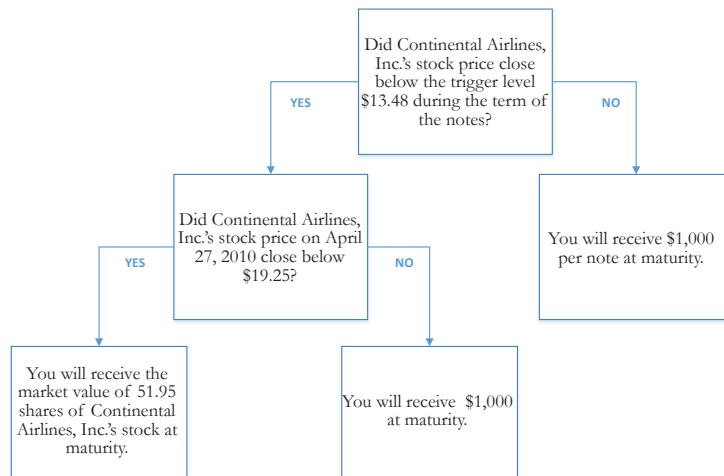 Did Continental Airlines,
Inc.'s stock price close
below the trigger level
$13.48 during the term of
the notes?
YES
NO
Did Continental Airlines,
Inc.'s stock price on April
27, 2010 close below
$19.25?
You will receive $1,000
per note at maturity.
YES
NO
You will receive the
market value of 51.95
shares of Continental
Airlines, Inc.'s stock at
maturity.
You will receive  $1,000
at maturity.